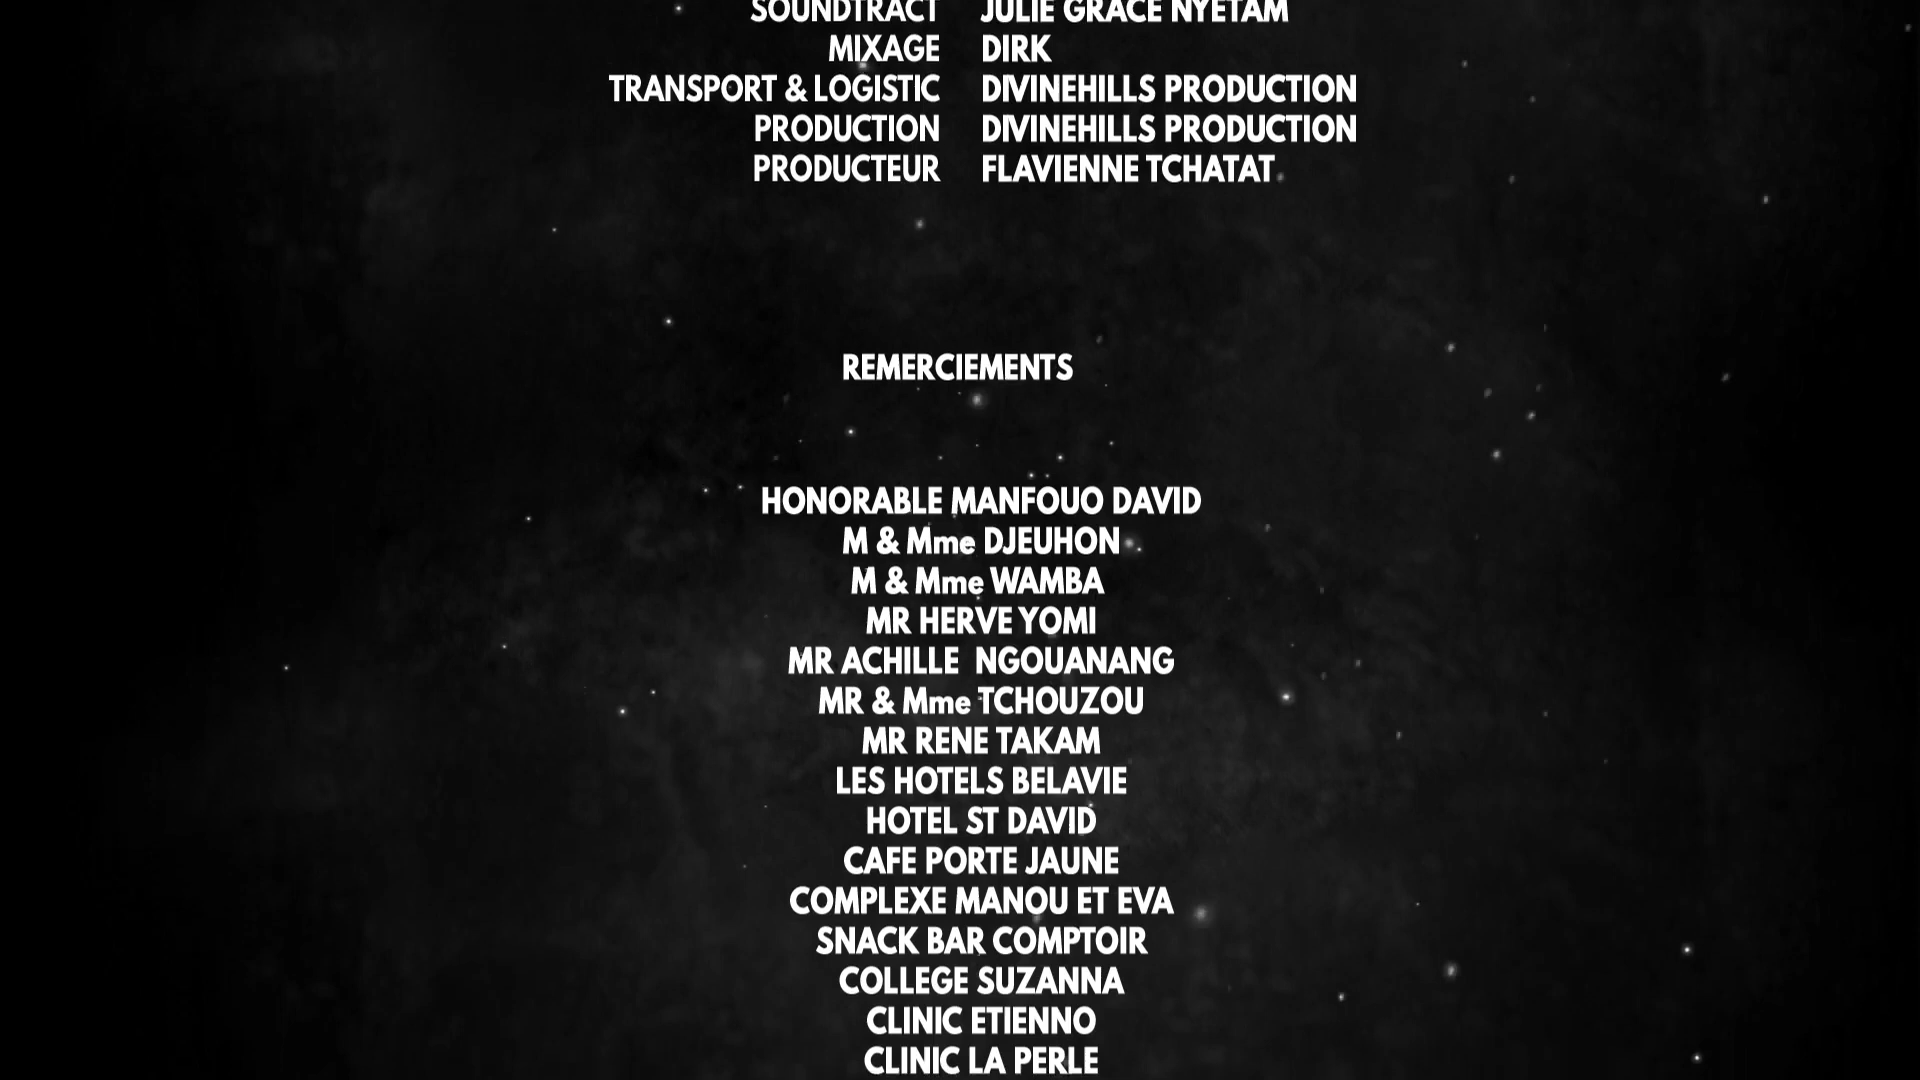 SOUNDTRACT JULIE GRACE NYETAM
MIXAGE DIRK
TRANSPORT & LOGISTIC DIVINEHILLS PRODUCTION
PRODUCTION DIVINEHILLS PRODUCTION
PRODUCTEUR FLAVIENNE TCHATAT
REMERCIEMENTS
HONORABLE MANFOUO DAVID
M & Mme DJEUHON
M & Mme WAMBA
MR HERVE YOMI
MR ACHILLE  NGOUANANG
MR & Mme TCHOUZOU
MR RENE TAKAM
LES HOTELS BELAVIE
HOTEL ST DAVID
CAFE PORTE JAUNE
COMPLEXE MANOU ET EVA
SNACK BAR COMPTOIR
COLLEGE SUZANNA
CLINIC ETIENNO
CLINIC LA PERLE